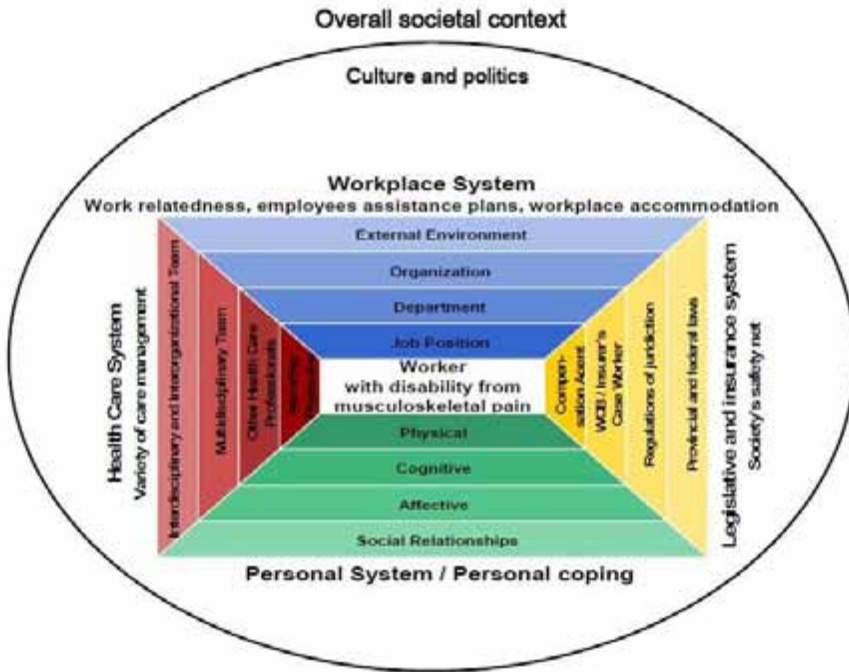 Overall societal context
Culture and politics
Workplace System
Work relatedness, employees assistance plans, workplace accommodation
External Environment
Organization
Department
Job Position
Health Care System
Variety of care management
Interdisciplinary and Interorganizational Team
Multidisciplinary Team
Other Health Care
Professionals
Worker
with disability from
musculoskeletal pain
Compen-
sation Agent
WCB / Insurer's
Case Worker
Regulations of juridiction
Provincial and federal laws
Legislative and insurance system
Society's safety net
Physical
Cognitive
Affective
Social Relationships
Personal System / Personal coping